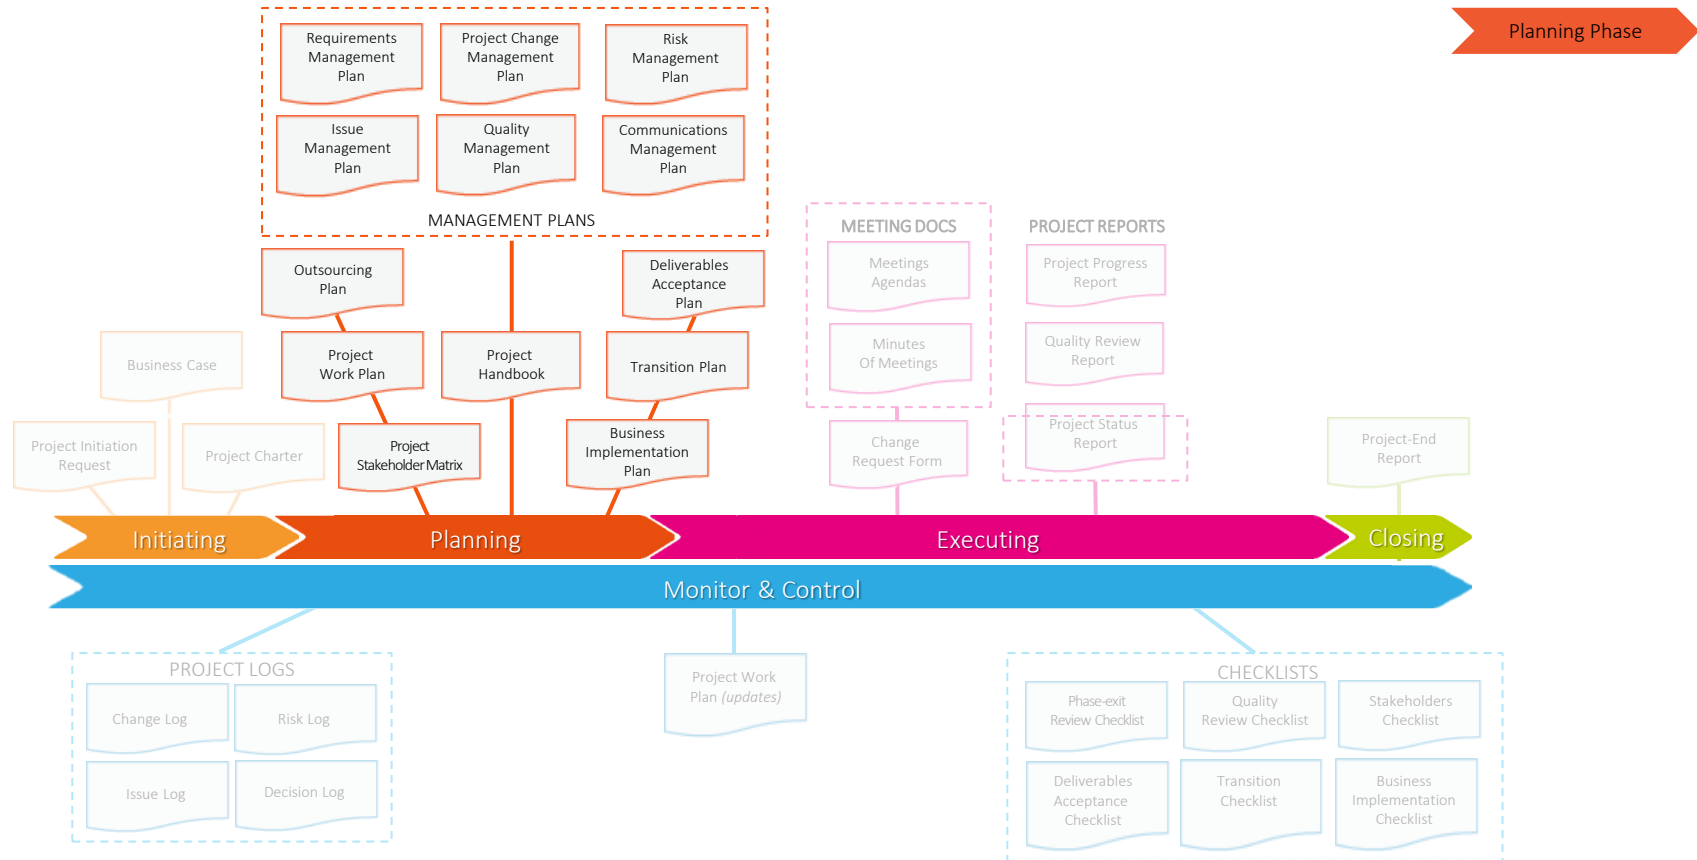 Planning Phase
Requirements
Management
Plan
Project Change
Management
Plan
Risk
Management
Plan
Issue
Management
Plan
Quality
Management
Plan
Communications
Management
Plan
MANAGEMENT PLANS
Outsourcing
Plan
Deliverables
Acceptance
Plan
Project
Work Plan
Project
Handbook
Transition Plan
Project
Stakeholder Matrix
Business
Implementation
Plan
Business Case
Project Initiation
Request
Project Charter
MEETING DOCS
Meetings
Agendas
Minutes
Of Meetings
Change
Request Form
PROJECT REPORTS
Project Progress
Report
Quality Review
Report
Project Status
Report
Project-End
Report
Initiating
Planning
Executing
Closing
Monitor & Control
PROJECT LOGS
Change Log
Risk Log
Issue Log
Decision Log
Project Work
Plan (updates)
CHECKLISTS
Phase-exit
Review Checklist
Quality
Review Checklist
Stakeholders
Checklist
Deliverables
Acceptance
Checklist
Transition
Checklist
Business
Implementation
Checklist